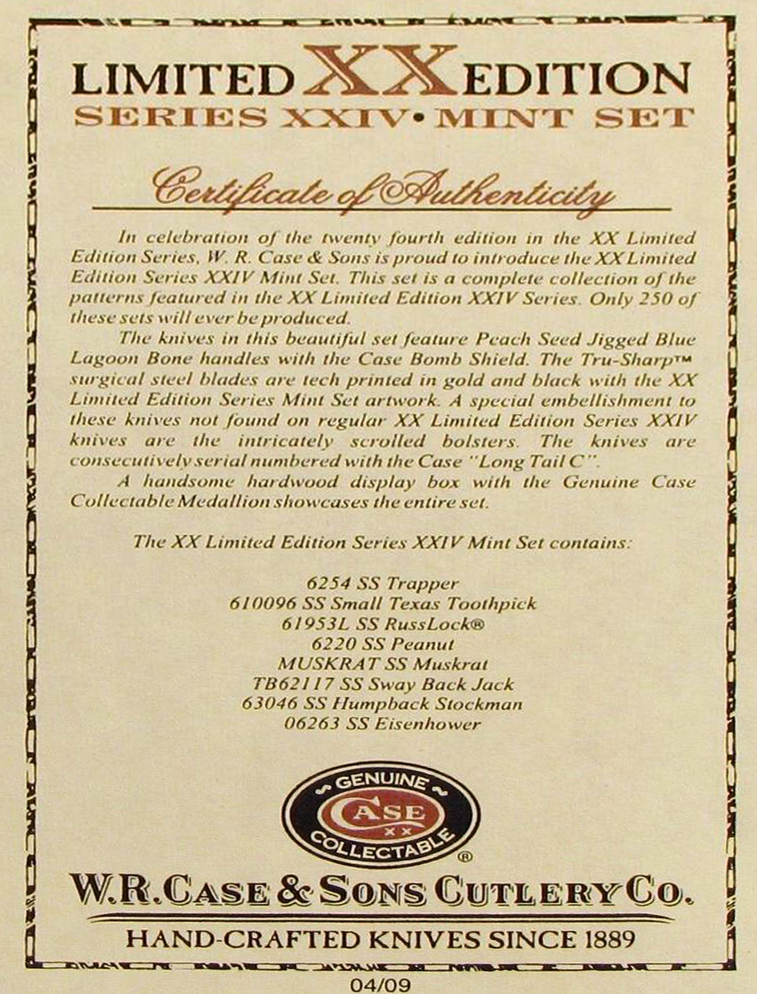 LIMITED XX EDITION
SERIES XXIV • MINT SET
Certificate of Authenticity
In celebration of the twenty fourth edition in the XX Limited
Edition Series, W. R. Case & Sons is proud to introduce the XX Limited
Edition Series XXIV Mint Set. This set is a complete collection of the
patterns featured in the XX Limited Edition XXIV Series. Only 250 of
these sets will ever be produced.
The knives in this beautiful set feature Peach Seed Jigged Blue
Lagoon Bone handles with the Case Bomb Shield. The Tru-Sharp™
surgical steel blades are tech printed in gold and black with the XX
Limited Edition Series Mint Set artwork. A special embellishment to
these knives not found on regular XX Limited Edition Series XXIV
knives are the intricately scrolled bolsters. The knives are
consecutively serial numbered with the Case "Long Tail C".
A handsome hardwood display box with the Genuine Case
Collectable Medallion showcases the entire set.
The XX Limited Edition Series XXIV Mint Set contains:
6254 SS Trapper
610096 SS Small Texas Toothpick
61953L SS RussLock®
6220 SS Peanut
MUSKRAT SS Muskrat
TB62117 SS Sway Back Jack
63046 SS Humpback Stockman
06263 SS Eisenhower
~ GENUINE ~
CASE
XX
COLLECTABLE
®
W.R. CASE & SONS CUTLERY CO.
HAND-CRAFTED KNIVES SINCE 1889
04/09